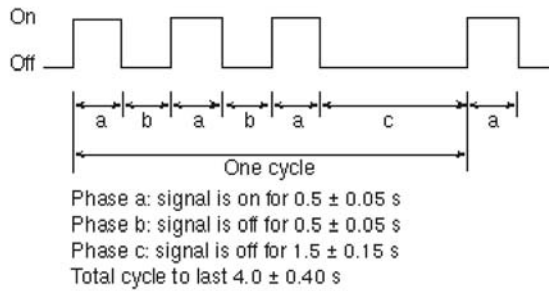 On
Off
a b a b a c a
One cycle
Phase a: signal is on for 0.5 ± 0.05 s
Phase b: signal is off for 0.5 ± 0.05 s
Phase c: signal is off for 1.5 ± 0.15 s
Total cycle to last 4.0 ± 0.40 s